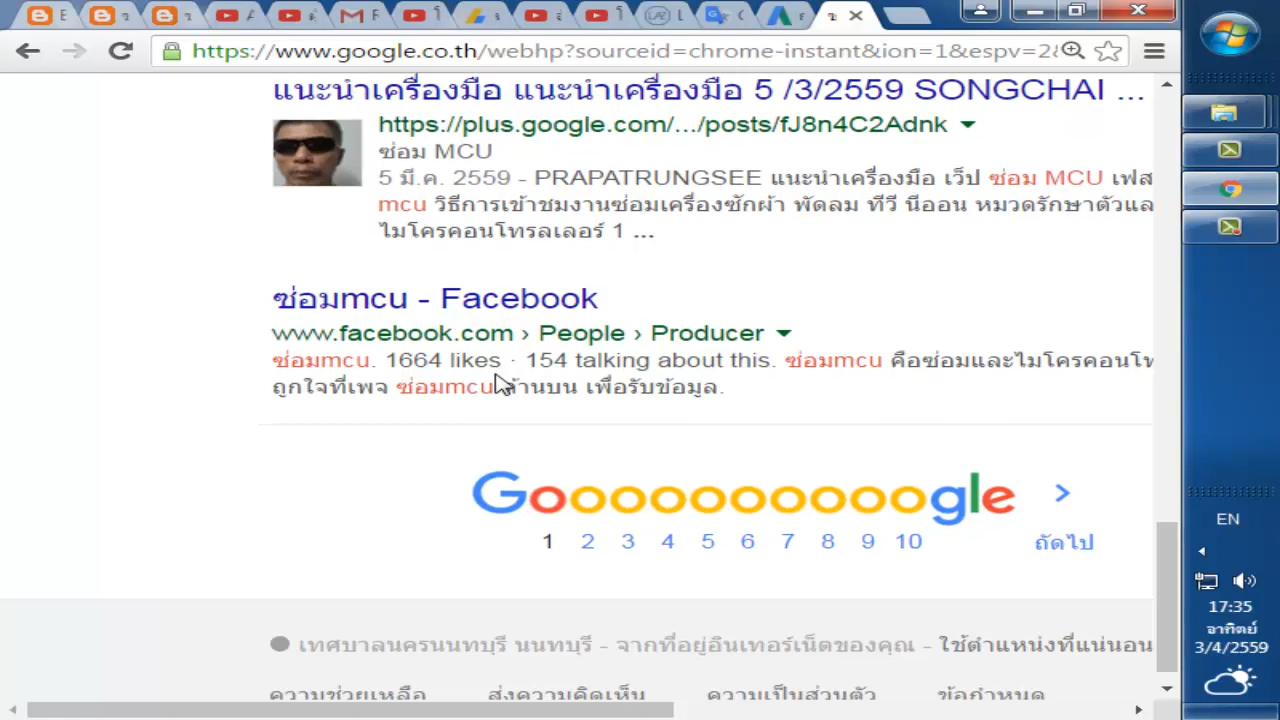 https://www.google.co.th/webhp?sourceid=chrome-instant&ion=1&espv=2&
แนะนำเครื่องมือ แนะนำเครื่องมือ 5 /3/2559 SONGCHAI ...
https://plus.google.com/.../posts/fJ8n4C2Adnk
ซ่อม MCU
5 มี.ค. 2559 - PRAPATRUNGSEE แนะนำเครื่องมือ เว็ป ซ่อม MCU เฟส
mcu วิธีการเข้าชมงานซ่อมเครื่องซักผ้า พัดลม ทีวี นีออน หมวดรักษาตัวแล
ไมโครคอนโทรลเลอร์ 1 ...
ซ่อมmcu - Facebook
www.facebook.com › People › Producer
ซ่อมmcu. 1664 likes · 154 talking about this. ซ่อมmcu คือซ่อมและไมโครคอนโท
ถูกใจที่เพจ ซ่อมmcu ด้านบน เพื่อรับข้อมูล.
Goooooooooogle >
1 2 3 4 5 6 7 8 9 10 ถัดไป
เทศบาลนครนนทบุรี นนทบุรี - จากที่อยู่อินเทอร์เน็ตของคุณ - ใช้ตำแหน่งที่แน่นอน
ความช่วยเหลือ ส่งความคิดเห็น ความเป็นส่วนตัว ข้อกำหนด
EN
17:35
อาทิตย์
3/4/2559